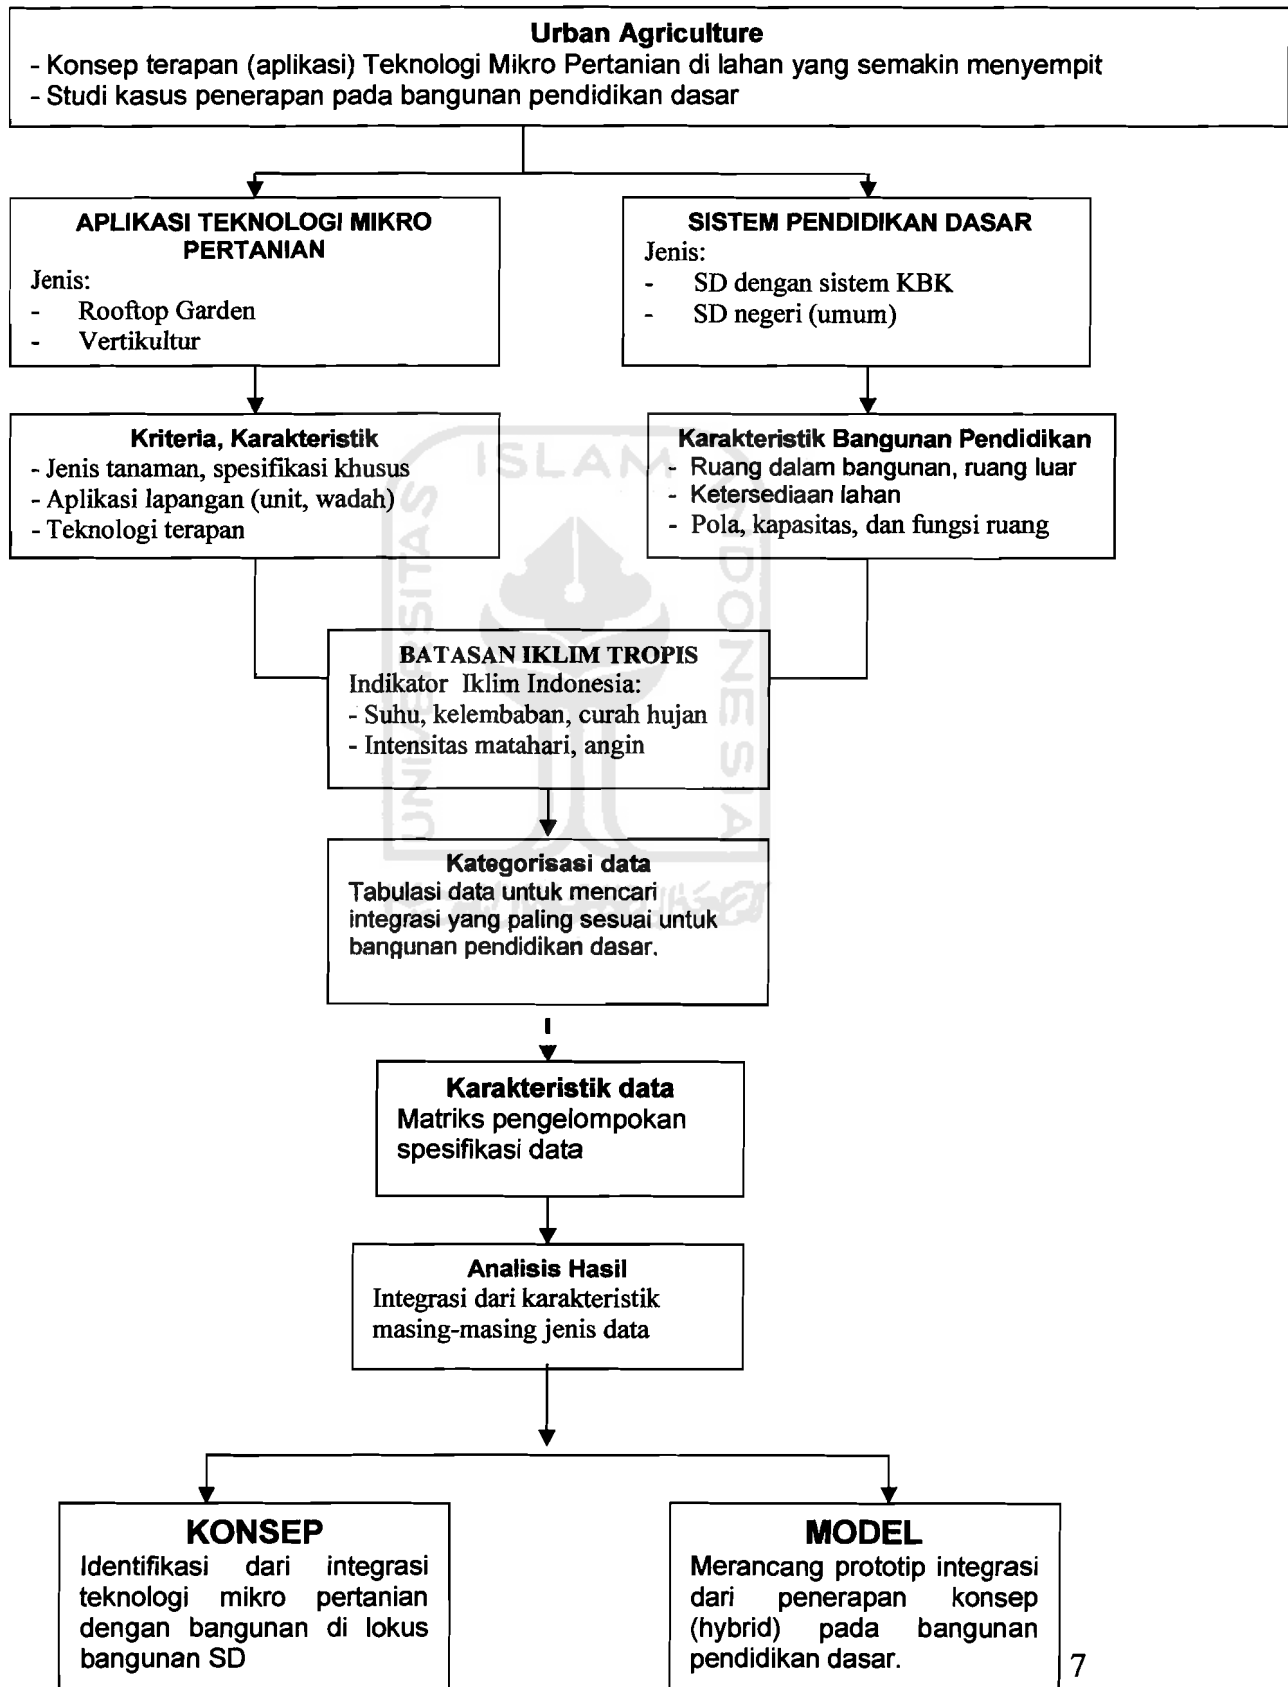 Urban Agriculture
- Konsep terapan (aplikasi) Teknologi Mikro Pertanian di lahan yang semakin menyempit
- Studi kasus penerapan pada bangunan pendidikan dasar
APLIKASI TEKNOLOGI MIKRO
PERTANIAN
Jenis:
- Rooftop Garden
- Vertikultur
SISTEM PENDIDIKAN DASAR
Jenis:
- SD dengan sistem KBK
- SD negeri (umum)
Kriteria, Karakteristik
- Jenis tanaman, spesifikasi khusus
- Aplikasi lapangan (unit, wadah)
- Teknologi terapan
Karakteristik Bangunan Pendidikan
- Ruang dalam bangunan, ruang luar
- Ketersediaan lahan
- Pola, kapasitas, dan fungsi ruang
ISLAM
UNIVERSITAS
INDONESIA
BATASAN IKLIM TROPIS
Indikator Iklim Indonesia:
- Suhu, kelembaban, curah hujan
- Intensitas matahari, angin
Kategorisasi data
Tabulasi data untuk mencari
integrasi yang paling sesuai untuk
bangunan pendidikan dasar.
Karakteristik data
Matriks pengelompokan
spesifikasi data
Analisis Hasil
Integrasi dari karakteristik
masing-masing jenis data
KONSEP
Identifikasi dari integrasi
teknologi mikro pertanian
dengan bangunan di lokus
bangunan SD
MODEL
Merancang prototip integrasi
dari penerapan konsep
(hybrid) pada bangunan
pendidikan dasar.
7